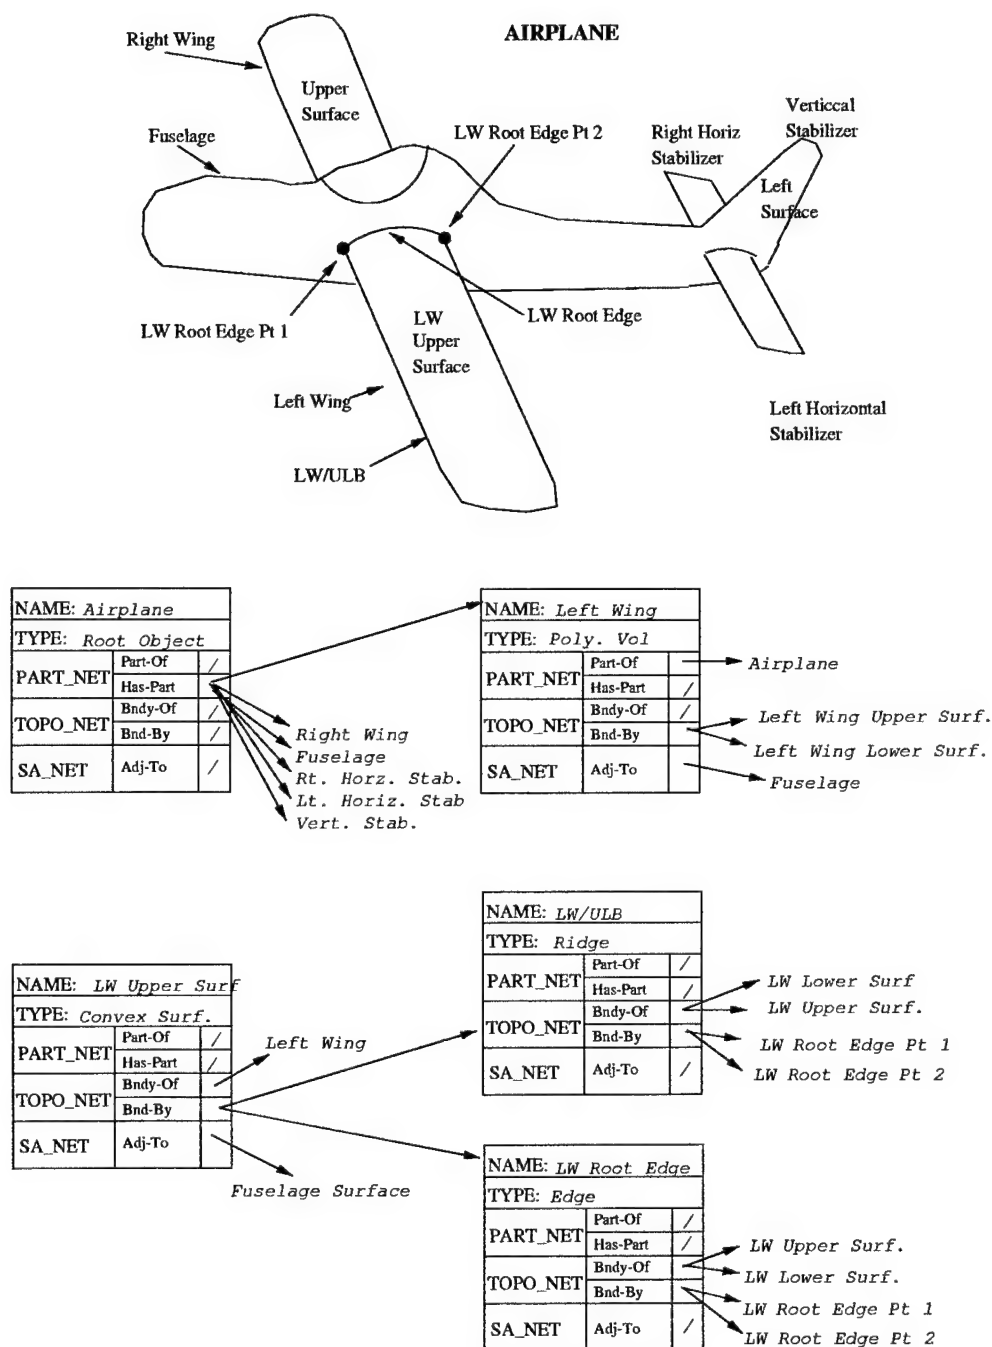 AIRPLANE
Right Wing
Upper
Surface
Verticcal
Stabilizer
Fuselage
LW Root Edge Pt 2
Right Horiz
Stabilizer
Left
Surface
LW Root Edge Pt 1
LW
Upper
Surface
LW Root Edge
Left Wing
Left Horizontal
Stabilizer
LW/ULB
NAME: Airplane
TYPE: Root Object
PART_NET
Part-Of /
Has-Part
TOPO_NET
Bndy-Of /
Bnd-By /
SA_NET Adj-To /
Right Wing
Fuselage
Rt. Horz. Stab.
Lt. Horiz. Stab
Vert. Stab.
NAME: Left Wing
TYPE: Poly. Vol
PART_NET
Part-Of
Has-Part /
TOPO_NET
Bndy-Of /
Bnd-By
SA_NET Adj-To
Airplane
Left Wing Upper Surf.
Left Wing Lower Surf.
Fuselage
NAME: LW Upper Surf
TYPE: Convex Surf.
PART_NET
Part-Of /
Has-Part /
TOPO_NET
Bndy-Of
Bnd-By
SA_NET Adj-To
Left Wing
Fuselage Surface
NAME: LW/ULB
TYPE: Ridge
PART_NET
Part-Of /
Has-Part /
TOPO_NET
Bndy-Of
Bnd-By
SA_NET Adj-To /
LW Lower Surf
LW Upper Surf.
LW Root Edge Pt 1
LW Root Edge Pt 2
NAME: LW Root Edge
TYPE: Edge
PART_NET
Part-Of /
Has-Part /
TOPO_NET
Bndy-Of
Bnd-By
SA_NET Adj-To /
LW Upper Surf.
LW Lower Surf.
LW Root Edge Pt 1
LW Root Edge Pt 2